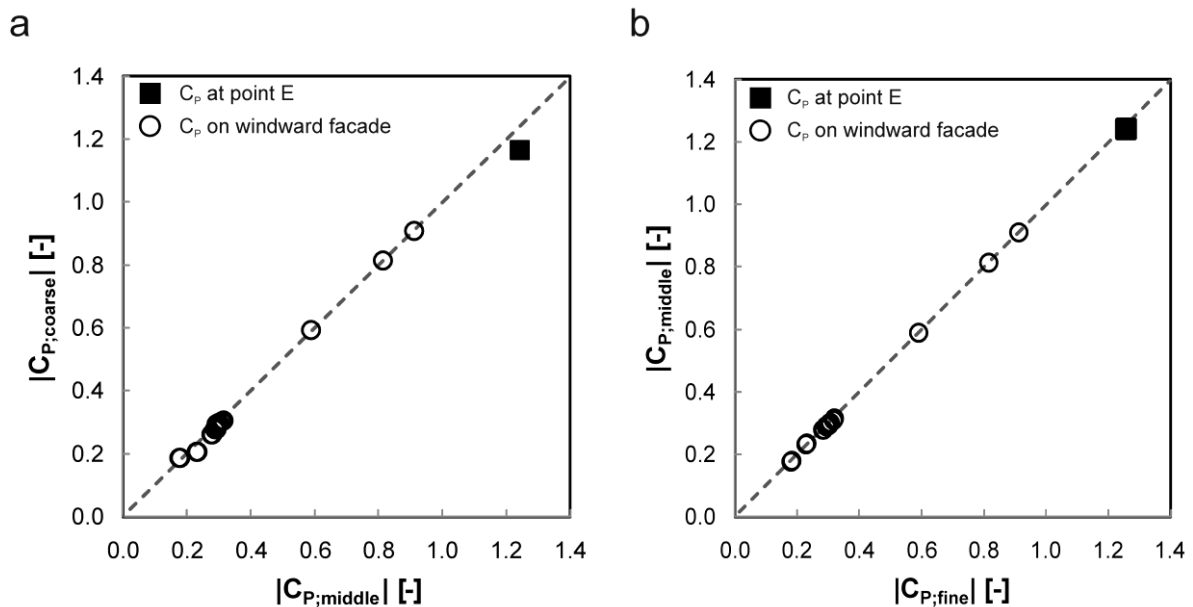 a
1.4
1.2
1.0
0.8
0.6
0.4
0.2
0.0
|C_P;coarse| [-]
C_P at point E
C_P on windward facade
0.0 0.2 0.4 0.6 0.8 1.0 1.2 1.4
|C_P;middle| [-]
b
1.4
1.2
1.0
0.8
0.6
0.4
0.2
0.0
|C_P;middle| [-]
C_P at point E
C_P on windward facade
0.0 0.2 0.4 0.6 0.8 1.0 1.2 1.4
|C_P;fine| [-]